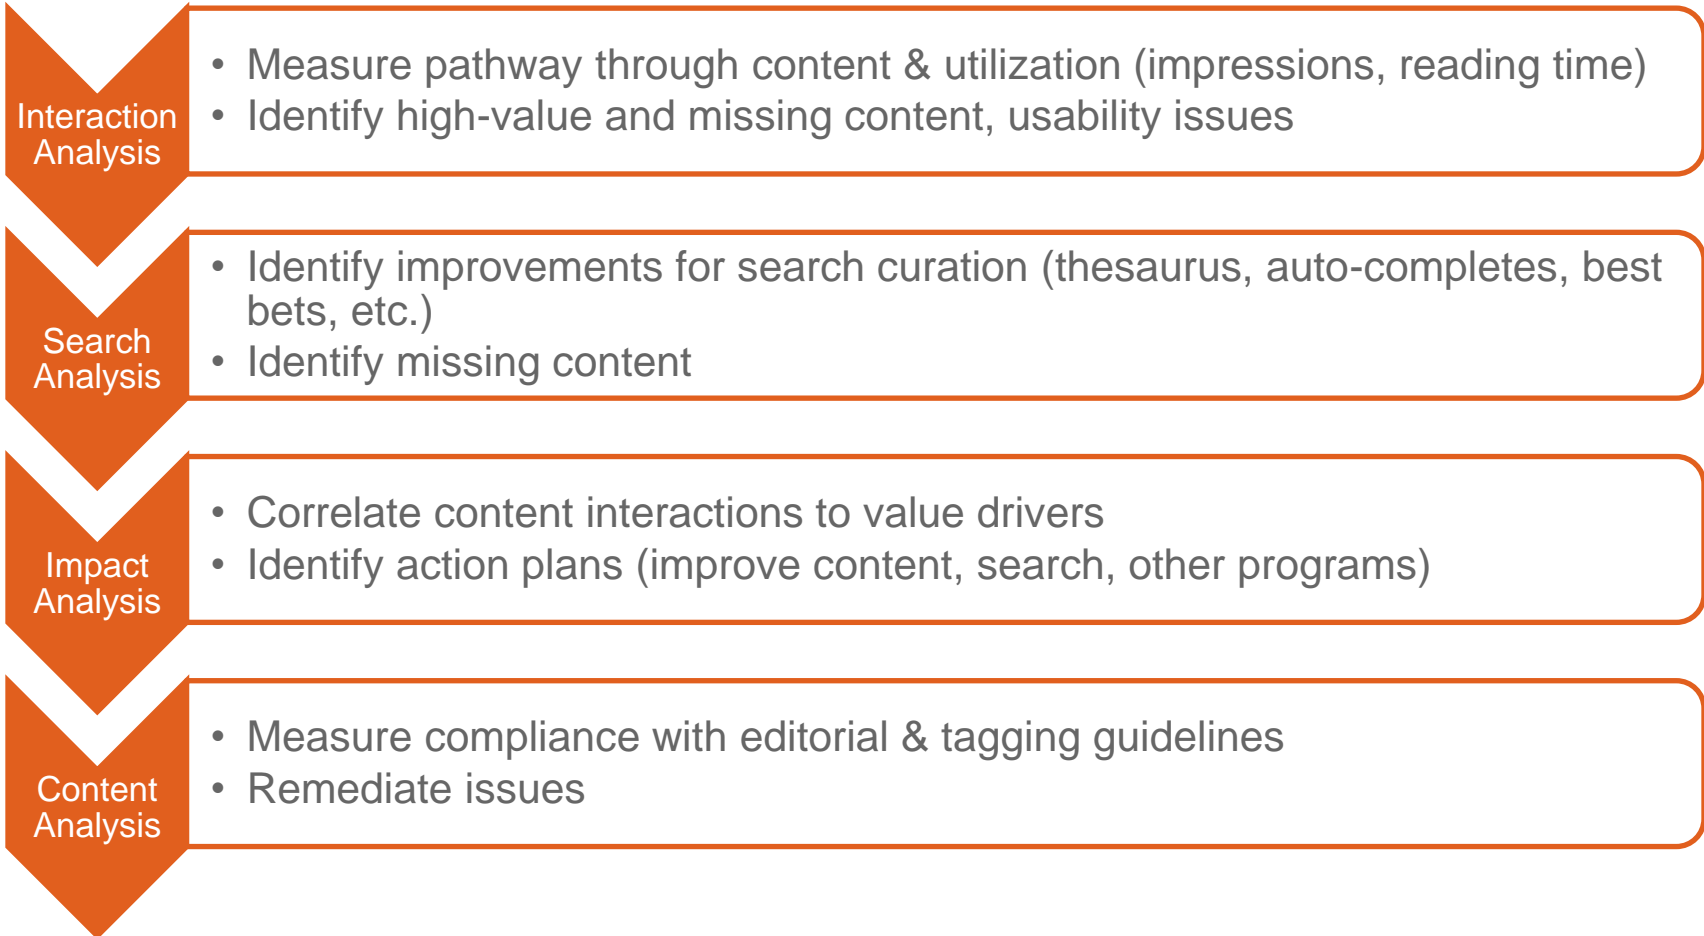 Interaction
Analysis
• Measure pathway through content & utilization (impressions, reading time)
• Identify high-value and missing content, usability issues
Search
Analysis
• Identify improvements for search curation (thesaurus, auto-completes, best
bets, etc.)
• Identify missing content
Impact
Analysis
• Correlate content interactions to value drivers
• Identify action plans (improve content, search, other programs)
Content
Analysis
• Measure compliance with editorial & tagging guidelines
• Remediate issues